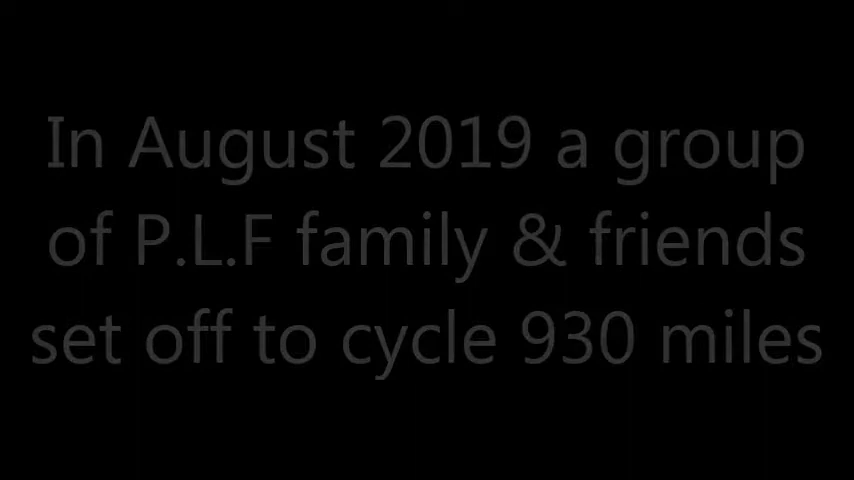 In August 2019 a group
of P.L.F family & friends
set off to cycle 930 miles